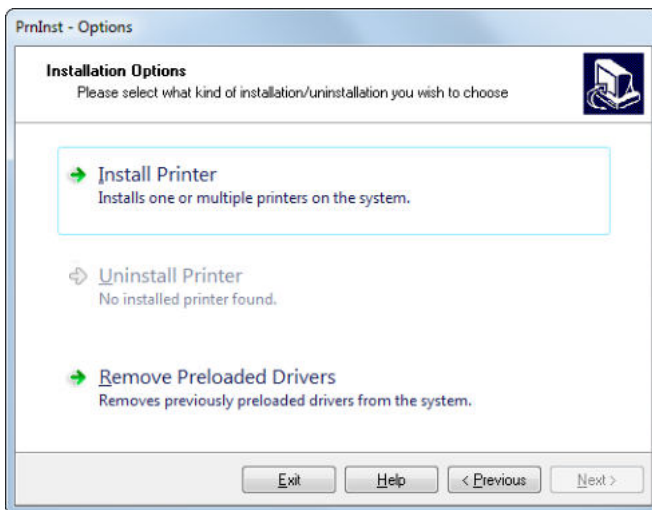 PrnInst - Options
Installation Options
Please select what kind of installation/uninstallation you wish to choose
Install Printer
Installs one or multiple printers on the system.
Uninstall Printer
No installed printer found.
Remove Preloaded Drivers
Removes previously preloaded drivers from the system.
Exit Help < Previous Next >